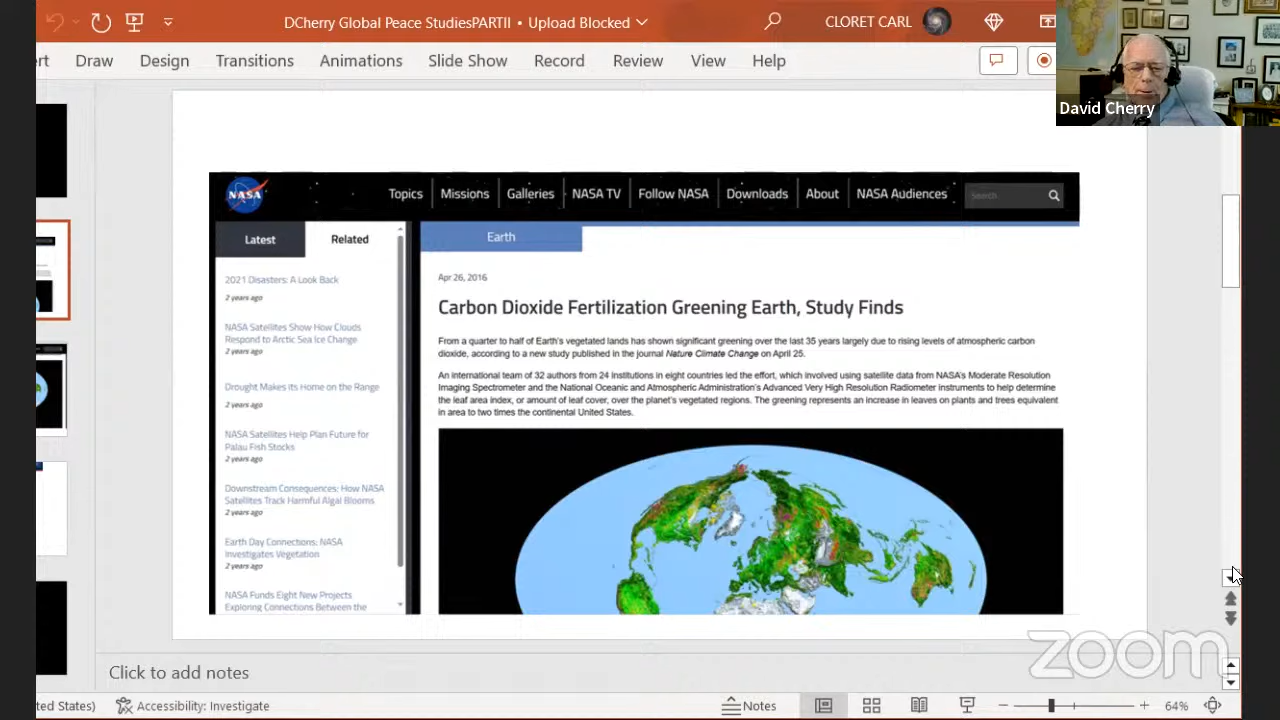 DCherry Global Peace StudiesPARTII • Upload Blocked
CLORET CARL
rt Draw Design Transitions Animations Slide Show Record Review View Help
David Cherry
NASA
Topics Missions Galleries NASA TV Follow NASA Downloads About NASA Audiences Search
Latest Related
Earth
2021 Disasters: A Look Back
2 years ago
NASA Satellites Show How Clouds
Respond to Arctic Sea Ice Change
2 years ago
Drought Makes its Home on the Range
2 years ago
NASA Satellites Help Plan Future for
Palau Fish Stocks
2 years ago
Downstream Consequences: How NASA
Satellites Track Harmful Algal Blooms
2 years ago
Earth Day Connections: NASA
Investigates Vegetation
2 years ago
NASA Funds Eight New Projects
Exploring Connections Between the
Apr 26, 2016
Carbon Dioxide Fertilization Greening Earth, Study Finds
From a quarter to half of Earth's vegetated lands has shown significant greening over the last 35 years largely due to rising levels of atmospheric carbon
dioxide, according to a new study published in the journal Nature Climate Change on April 25.
An international team of 32 authors from 24 institutions in eight countries led the effort, which involved using satellite data from NASA's Moderate Resolution
Imaging Spectrometer and the National Oceanic and Atmospheric Administration's Advanced Very High Resolution Radiometer instruments to help determine
the leaf area index, or amount of leaf cover, over the planet's vegetated regions. The greening represents an increase in leaves on plants and trees equivalent
in area to two times the continental United States.
zoom
Click to add notes
ted States) Accessibility: Investigate Notes 64%